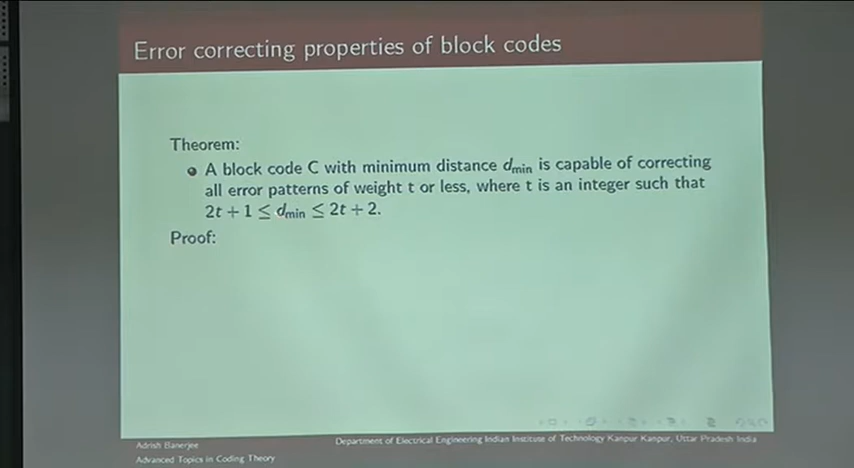 Error correcting properties of block codes
Theorem:
A block code C with minimum distance dmin is capable of correcting
all error patterns of weight t or less, where t is an integer such that
2t + 1 ≤ dmin ≤ 2t + 2.
Proof:
Adrish Banerjee
Department of Electrical Engineering Indian Institute of Technology Kanpur Kanpur, Uttar Pradesh India
Advanced Topics in Coding Theory